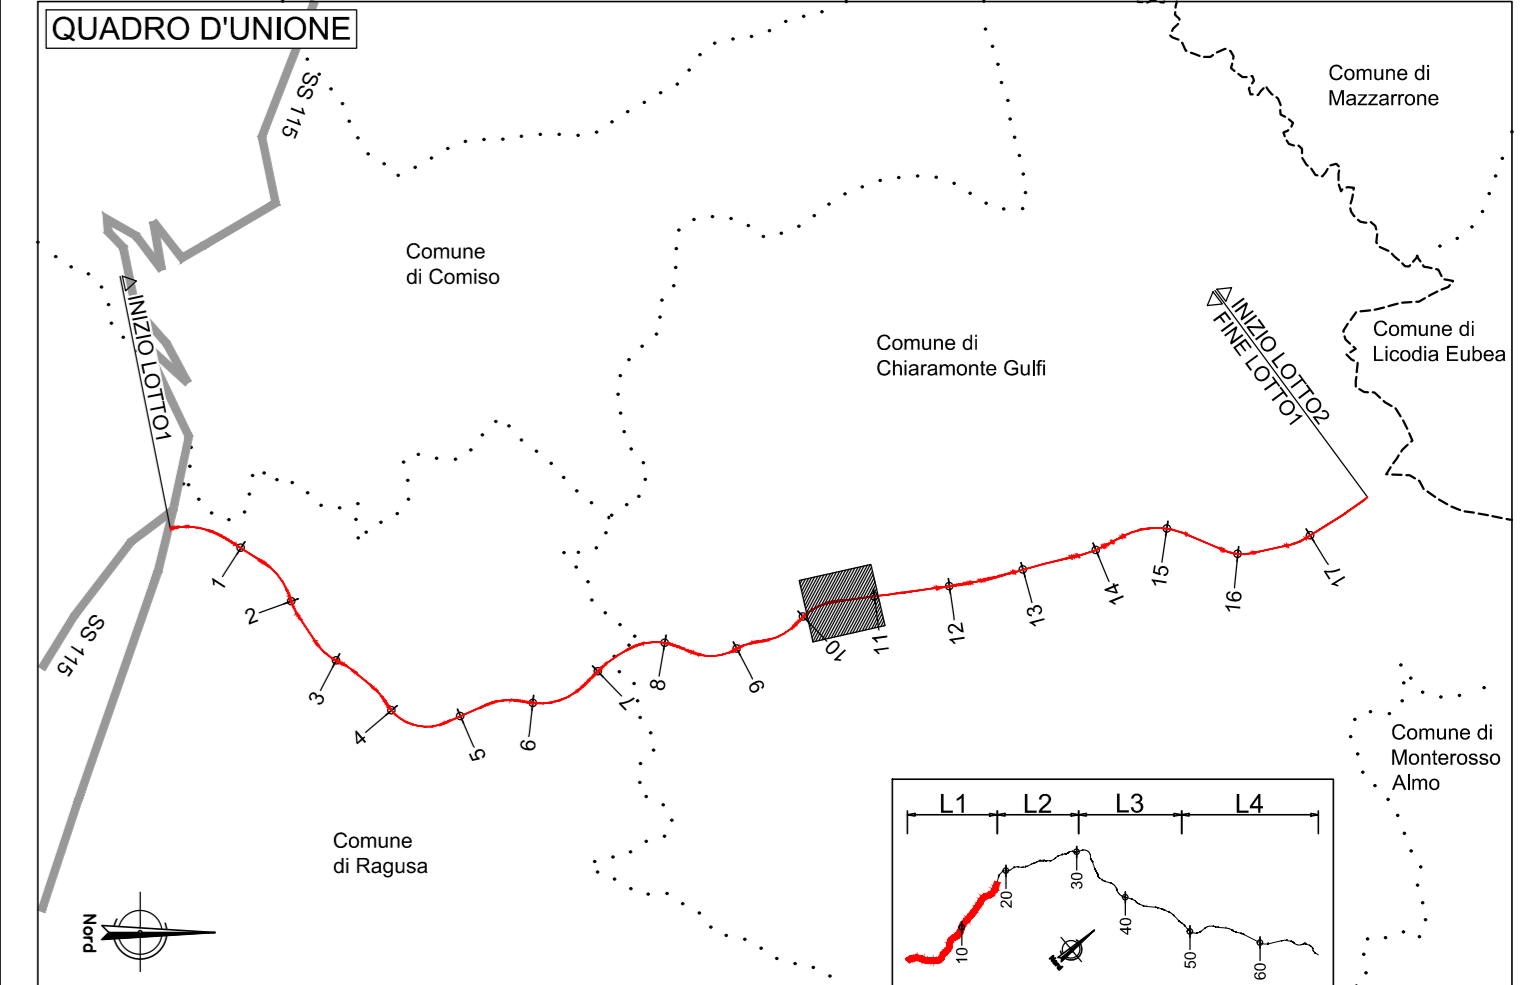 QUADRO D'UNIONE
SS 115
Comune di
Mazzarrone
Comune
di Comiso
INIZIO LOTTO1
INIZIO LOTTO2
FINE LOTTO1
Comune di
Chiaramonte Gulfi
Comune di
Licodia Eubea
SS 115
1
2
3
4
5
6
7
8
9
10
11
12
13
14
15
16
17
Comune
di Ragusa
Comune di
Monterosso
Almo
Nord
L1 L2 L3 L4
10
20
30
40
50
60